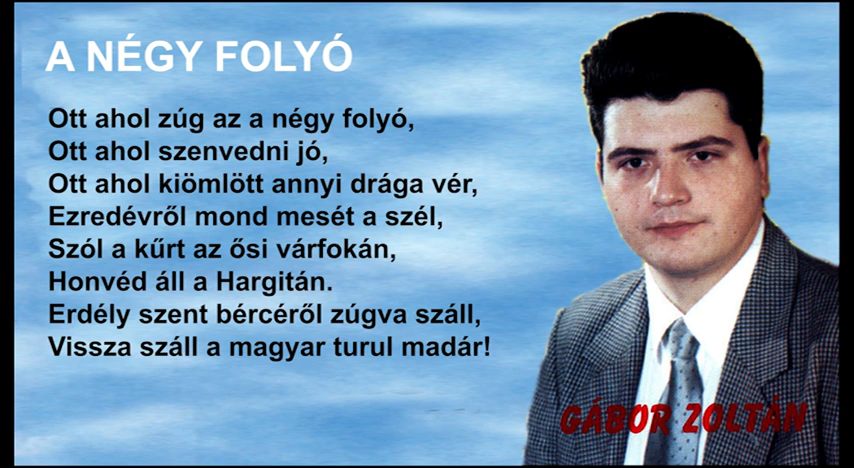 A NÉGY FOLYÓ
Ott ahol zúg az a négy folyó,
Ott ahol szenvedni jó,
Ott ahol kiömlött annyi drága vér,
Ezredévről mond mesét a szél,
Szól a kűrt az ősi várfokán,
Honvéd áll a Hargitán.
Erdély szent bércéről zúgva száll,
Vissza száll a magyar turul madár!
GÁBOR ZOLTÁN